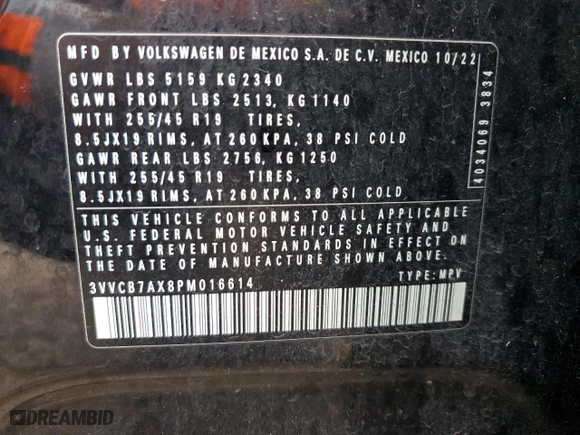 MFD BY VOLKSWAGEN DE MEXICO S.A. DE C.V. MEXICO 10/22
GVWR LBS 5159 KG 2340
GAWR FRONT LBS 2513, KG 1140
WITH 255/45 R19 TIRES,
8.5JX19 RIMS, AT 260 KPA, 38 PSI COLD
GAWR REAR LBS 2756, KG 1250
WITH 255/45 R19 TIRES,
8.5JX19 RIMS, AT 260 KPA, 38 PSI COLD
4034069 3834
THIS VEHICLE CONFORMS TO ALL APPLICABLE
U.S. FEDERAL MOTOR VEHICLE SAFETY AND
THEFT PREVENTION STANDARDS IN EFFECT ON
THE DATE OF MANUFACTURE SHOWN ABOVE.
3VVCB7AX8PM016614 TYPE: MPV
DREAMBID